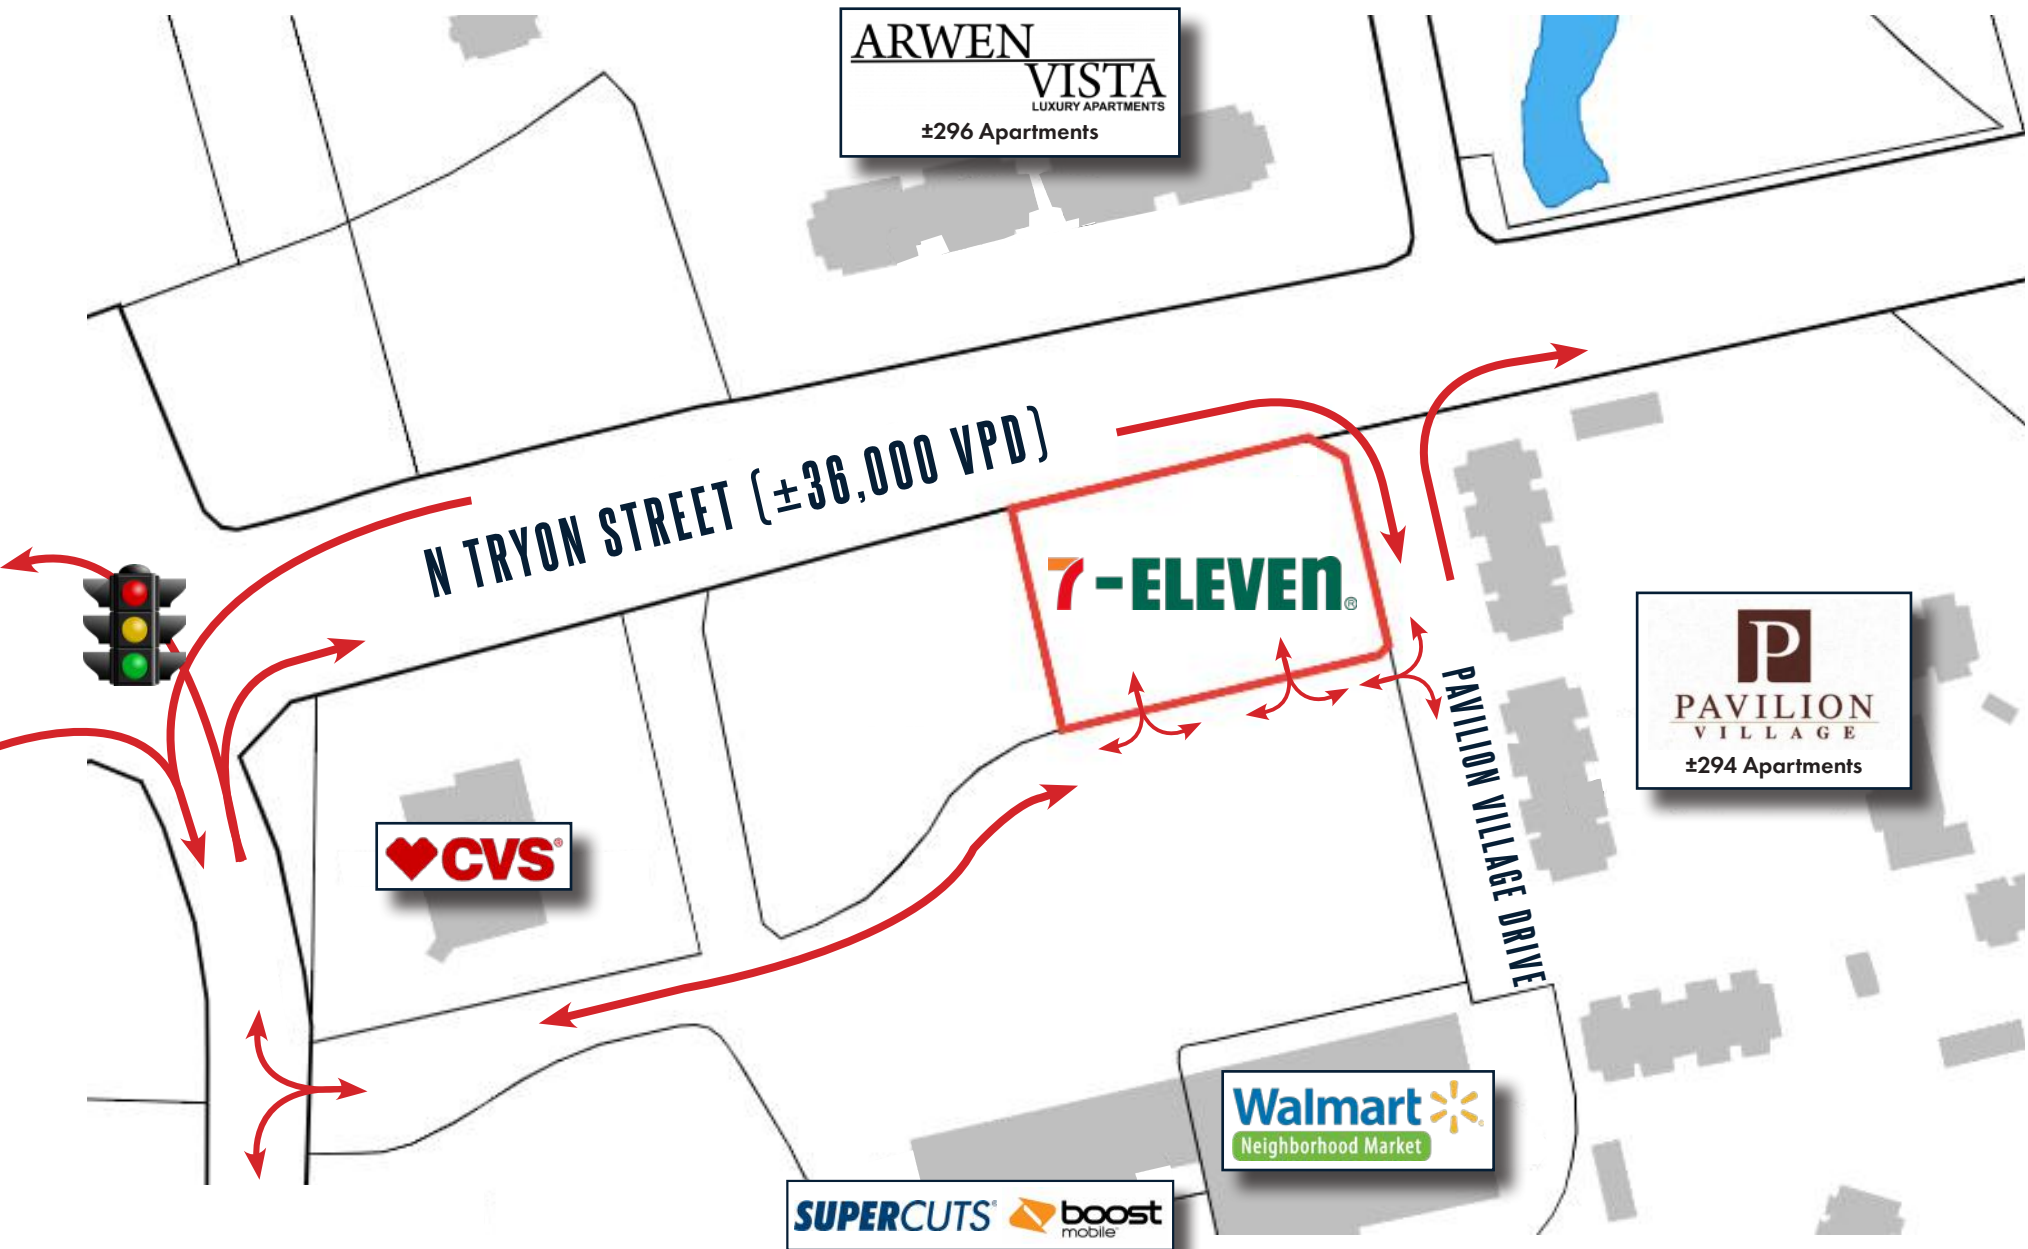 ARWEN
VISTA
LUXURY APARTMENTS
±296 Apartments
N TRYON STREET (±36,000 VPD)
7-ELEVEn®
PAVILION VILLAGE DRIVE
P
PAVILION
VILLAGE
±294 Apartments
CVS®
Walmart
Neighborhood Market
SUPERCUTS® boost
mobile